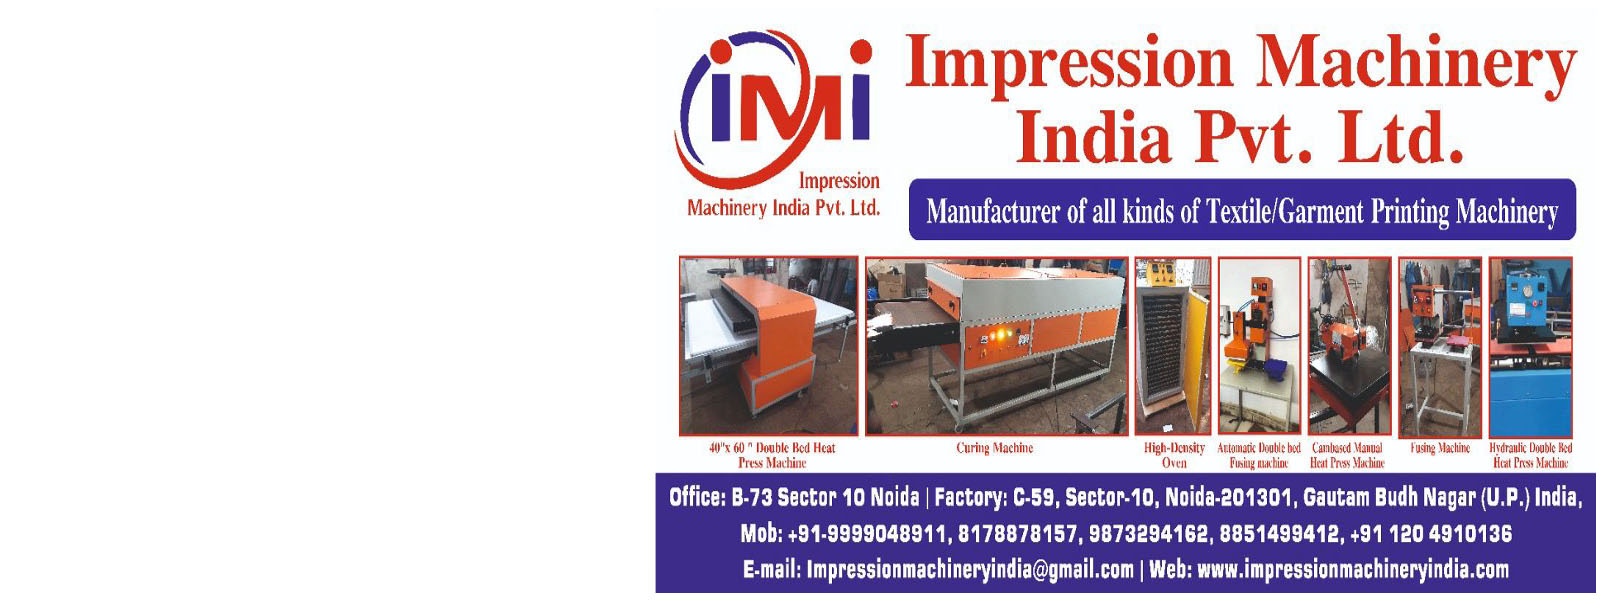 iMi
Impression
Machinery India Pvt. Ltd.
Impression Machinery
India Pvt. Ltd.
Manufacturer of all kinds of Textile/Garment Printing Machinery
40"x 60 " Double Bed Heat
Press Machine
Curing Machine
High-Density
Oven
Automatic Double bed
Fusing machine
Cambased Manual
Heat Press Machine
Fusing Machine
Hydraulic Double Bed
Heat Press Machine
Office: B-73 Sector 10 Noida | Factory: C-59, Sector-10, Noida-201301, Gautam Budh Nagar (U.P.) India,
Mob: +91-9999048911, 8178878157, 9873294162, 8851499412, +91 120 4910136
E-mail: Impressionmachineryindia@gmail.com | Web: www.impressionmachineryindia.com